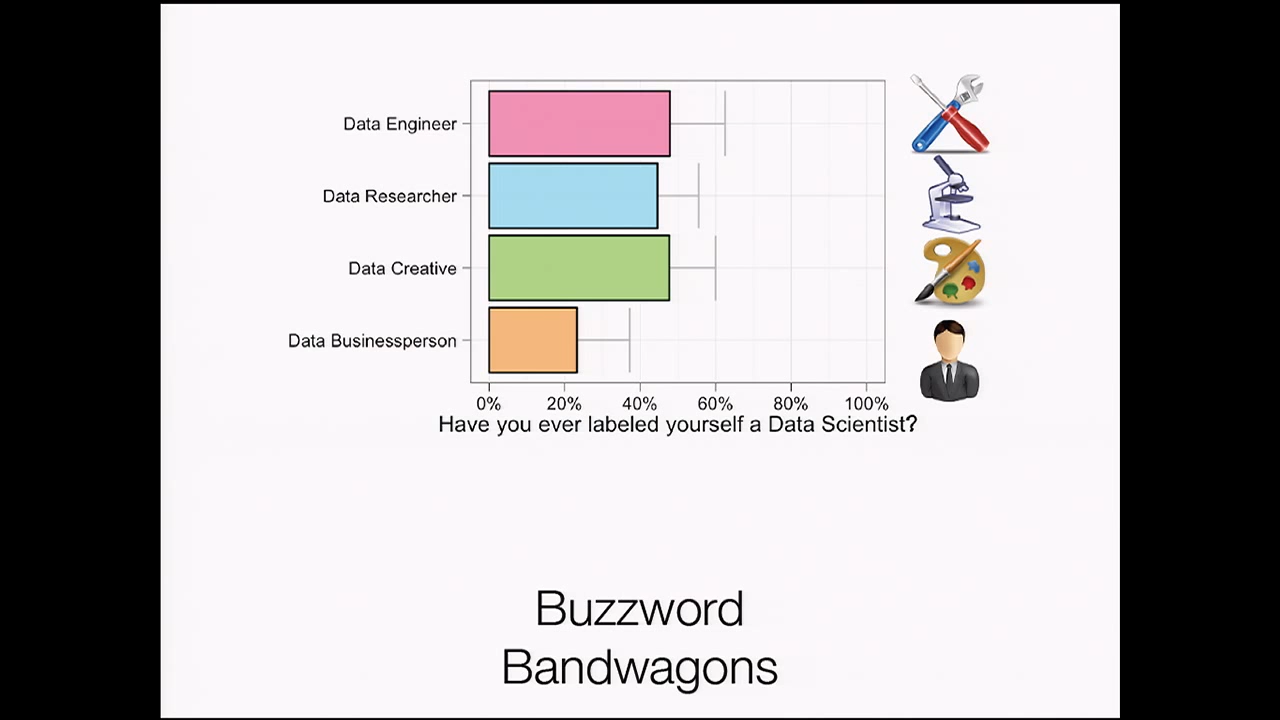 Data Engineer
Data Researcher
Data Creative
Data Businessperson
0% 20% 40% 60% 80% 100%
Have you ever labeled yourself a Data Scientist?
Buzzword
Bandwagons